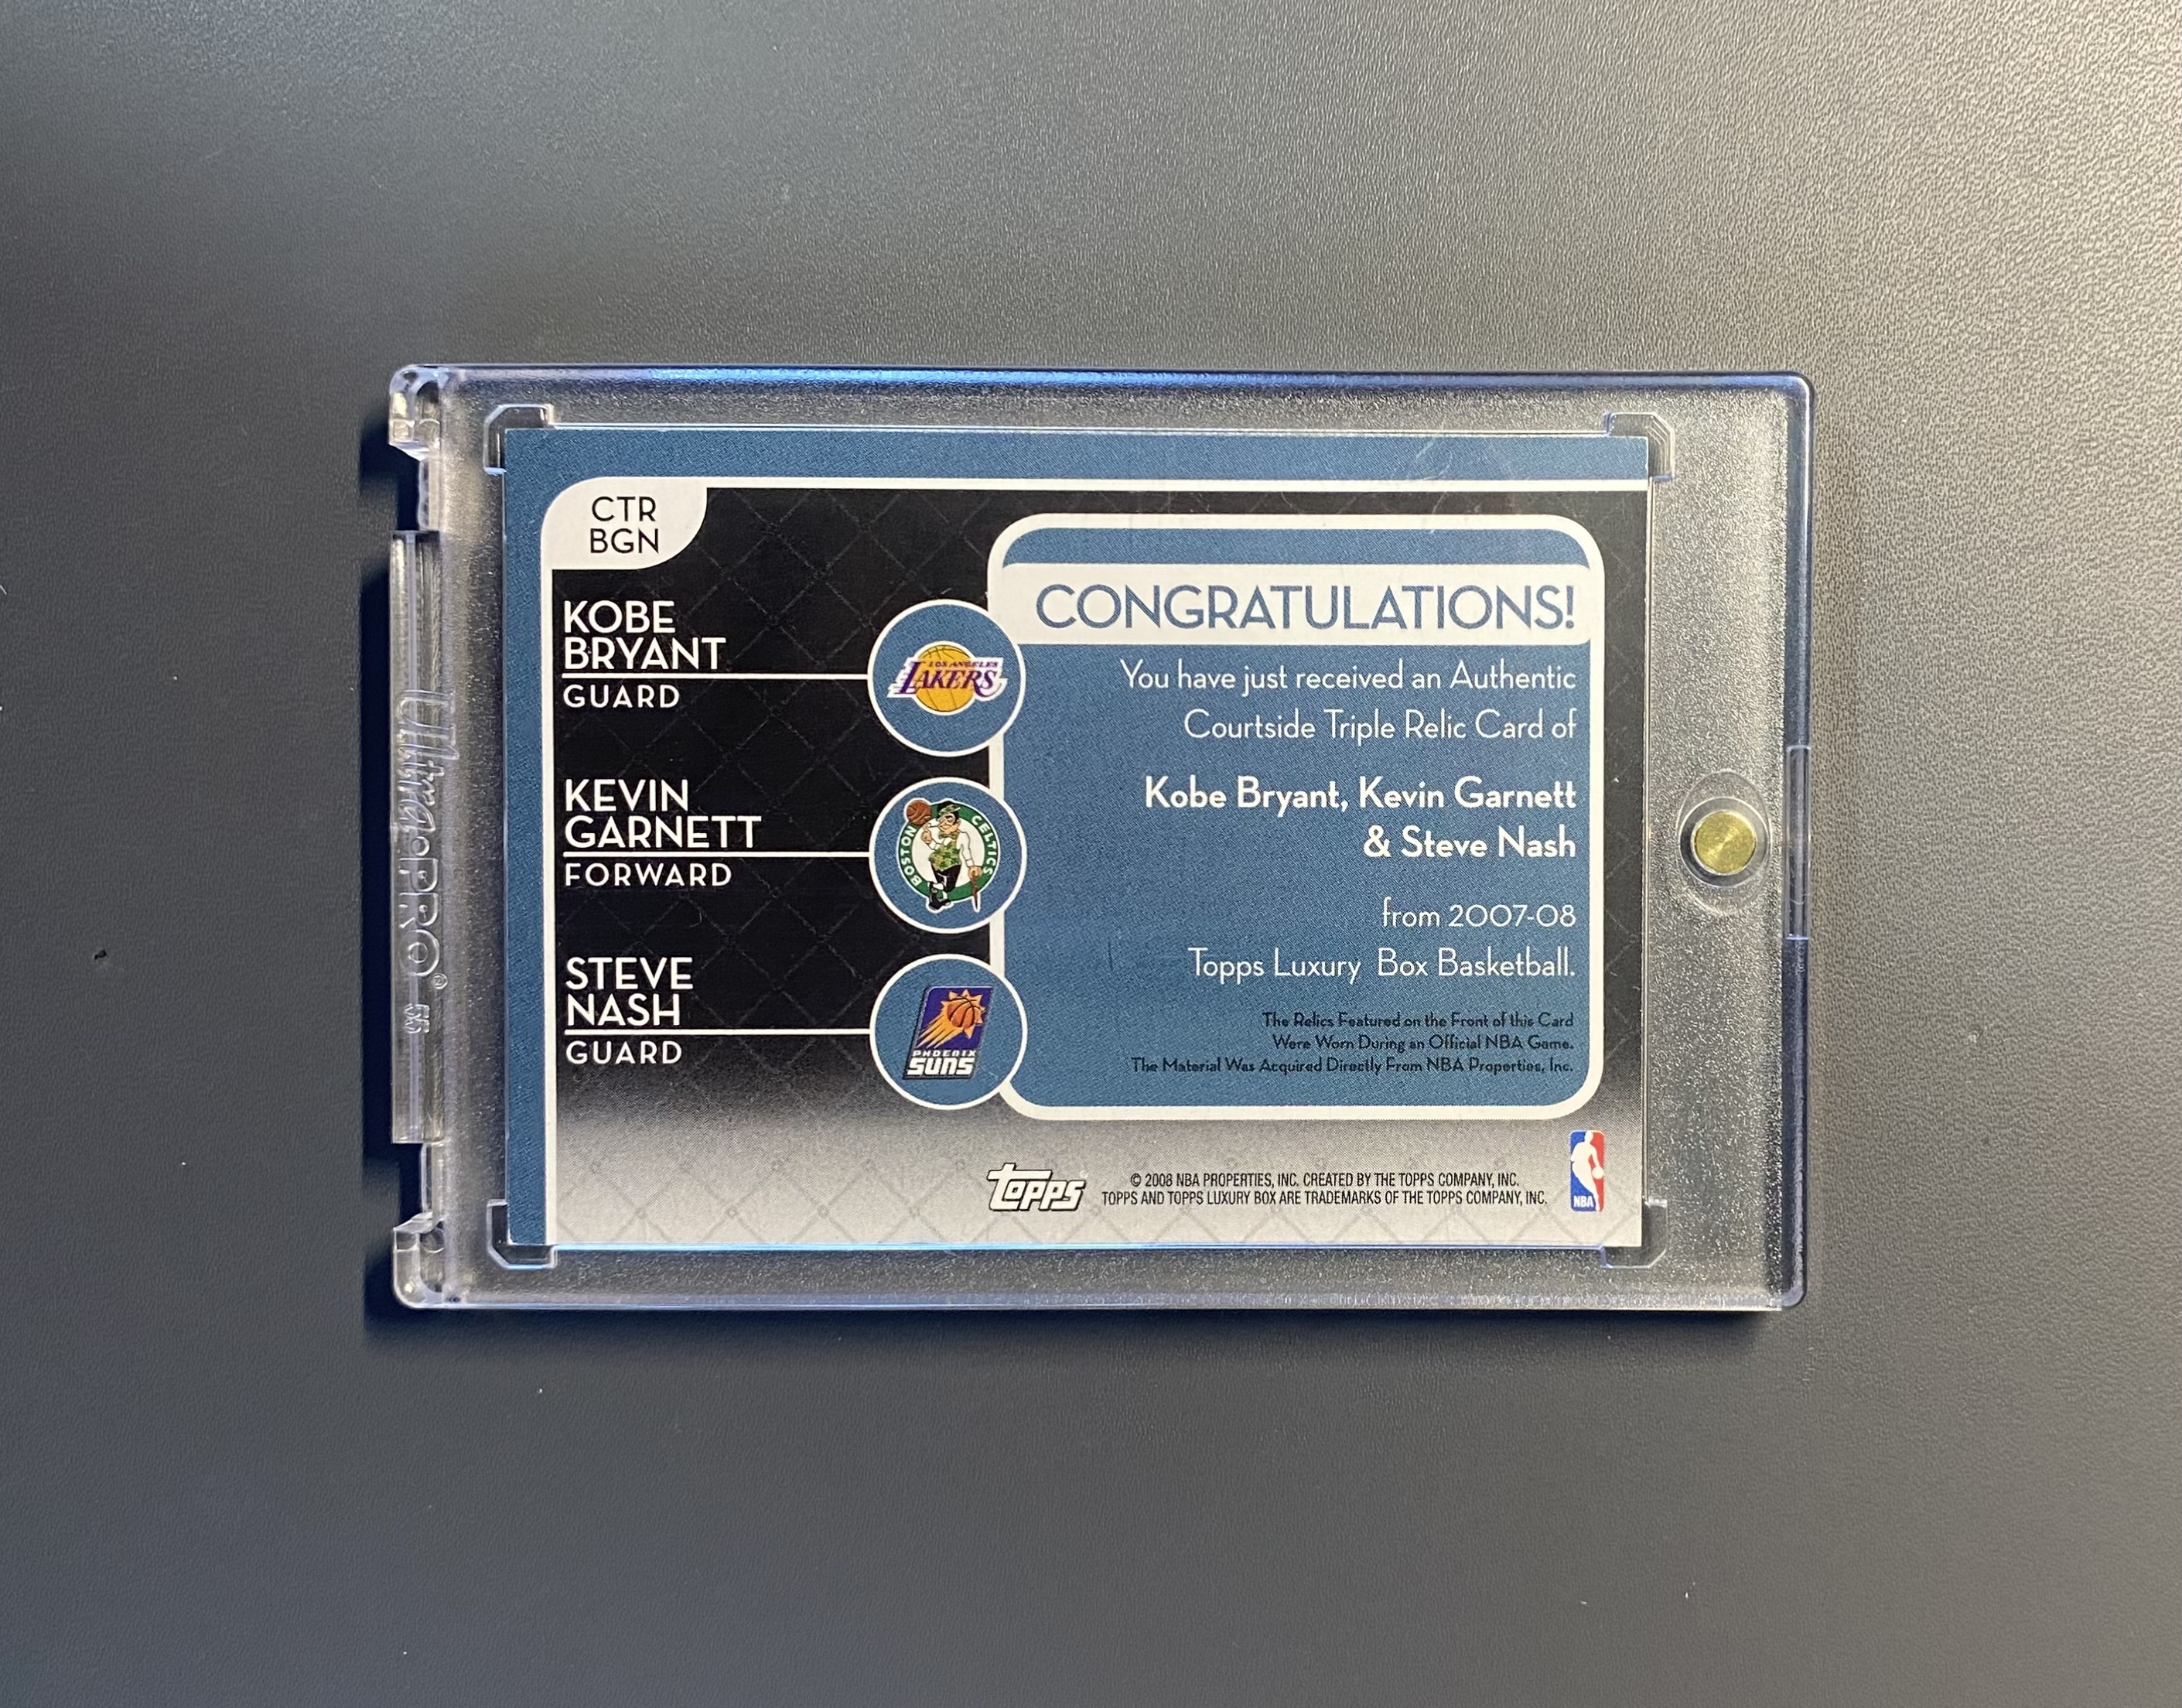 CTR
BGN
KOBE
BRYANT
GUARD
LOS ANGELES
LAKERS
KEVIN
GARNETT
FORWARD
BOSTON CELTICS
STEVE
NASH
GUARD
PHOENIX
SUNS
CONGRATULATIONS!
You have just received an Authentic
Courtside Triple Relic Card of
Kobe Bryant, Kevin Garnett
& Steve Nash
from 2007-08
Topps Luxury Box Basketball.
The Relics Featured on the Front of this Card
Were Worn During an Official NBA Game.
The Material Was Acquired Directly From NBA Properties, Inc.
topps
© 2008 NBA PROPERTIES, INC. CREATED BY THE TOPPS COMPANY, INC.
TOPPS AND TOPPS LUXURY BOX ARE TRADEMARKS OF THE TOPPS COMPANY, INC.
NBA
Ultra•PRO® 55